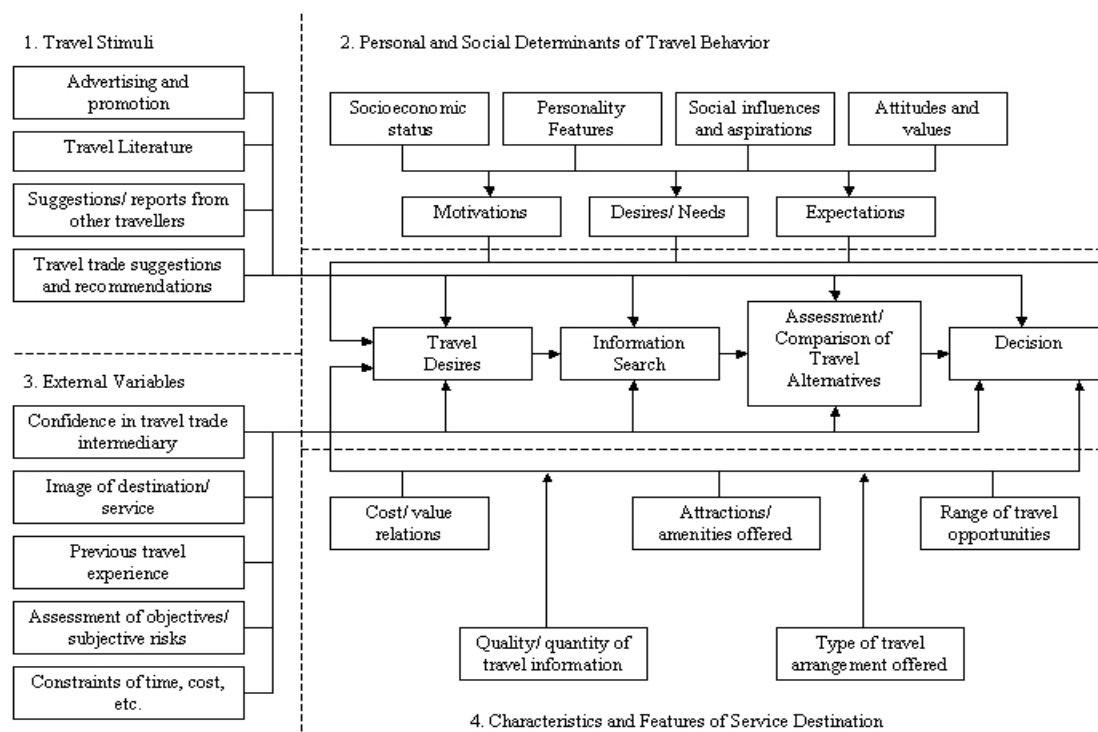 1. Travel Stimuli
Advertising and
promotion
Travel Literature
Suggestions/ reports from
other travellers
Travel trade suggestions
and recommendations
2. Personal and Social Determinants of Travel Behavior
Socioeconomic
status
Personality
Features
Social influences
and aspirations
Attitudes and
values
Motivations
Desires/ Needs
Expectations
Travel
Desires
Information
Search
Assessment/
Comparison of
Travel
Alternatives
Decision
3. External Variables
Confidence in travel trade
intermediary
Image of destination/
service
Previous travel
experience
Assessment of objectives/
subjective risks
Constraints of time, cost,
etc.
Cost/ value
relations
Attractions/
amenities offered
Range of travel
opportunities
Quality/ quantity of
travel information
Type of travel
arrangement offered
4. Characteristics and Features of Service Destination